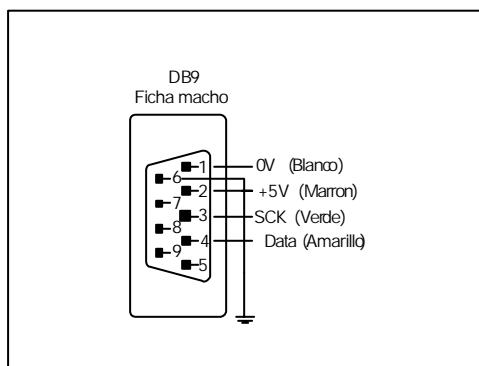 DB9
Ficha macho
1 0V (Blanco)
6
2 +5V (Marron)
7
3 SCK (Verde)
8
4 Data (Amarillo)
9
5